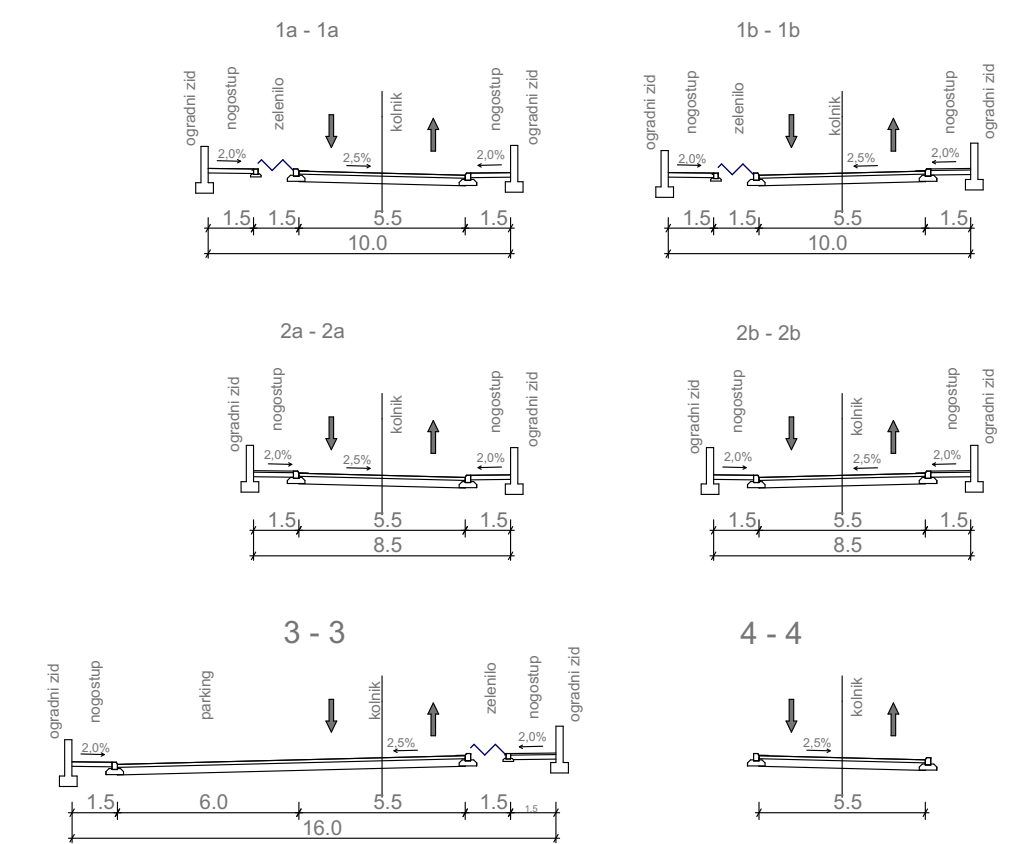 1a - 1a
ogradni zid
nogostup
zelenilo
kolnik
nogostup
ogradni zid
2,0%
2,5%
2,0%
1.5 1.5 5.5 1.5
10.0
1b - 1b
ogradni zid
nogostup
zelenilo
kolnik
nogostup
ogradni zid
2,0%
2,5%
2,0%
1.5 1.5 5.5 1.5
10.0
2a - 2a
ogradni zid
nogostup
kolnik
nogostup
ogradni zid
2,0%
2,5%
2,0%
1.5 5.5 1.5
8.5
2b - 2b
ogradni zid
nogostup
kolnik
nogostup
ogradni zid
2,0%
2,5%
2,0%
1.5 5.5 1.5
8.5
3 - 3
ogradni zid
nogostup
parking
kolnik
zelenilo
nogostup
ogradni zid
2,0%
2,5%
2,0%
1.5 6.0 5.5 1.5 1.5
16.0
4 - 4
kolnik
2,5%
5.5